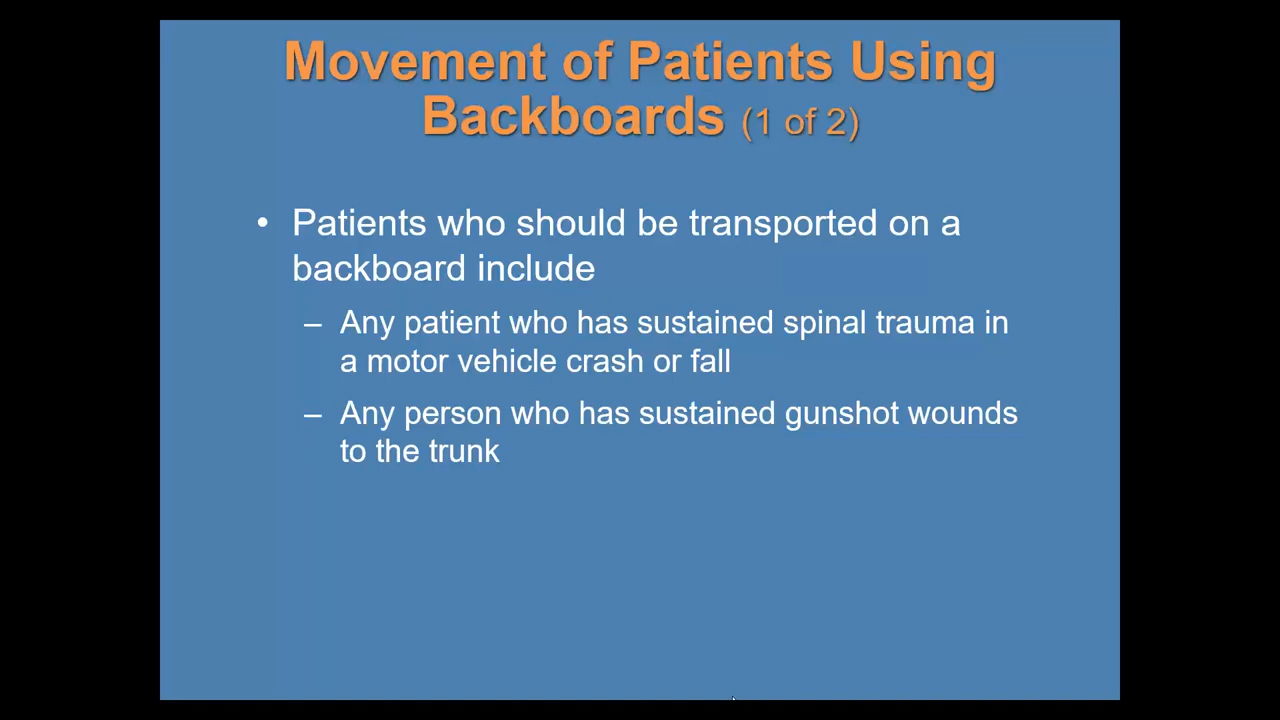 Movement of Patients Using
Backboards (1 of 2)
• Patients who should be transported on a
backboard include
– Any patient who has sustained spinal trauma in
a motor vehicle crash or fall
– Any person who has sustained gunshot wounds
to the trunk